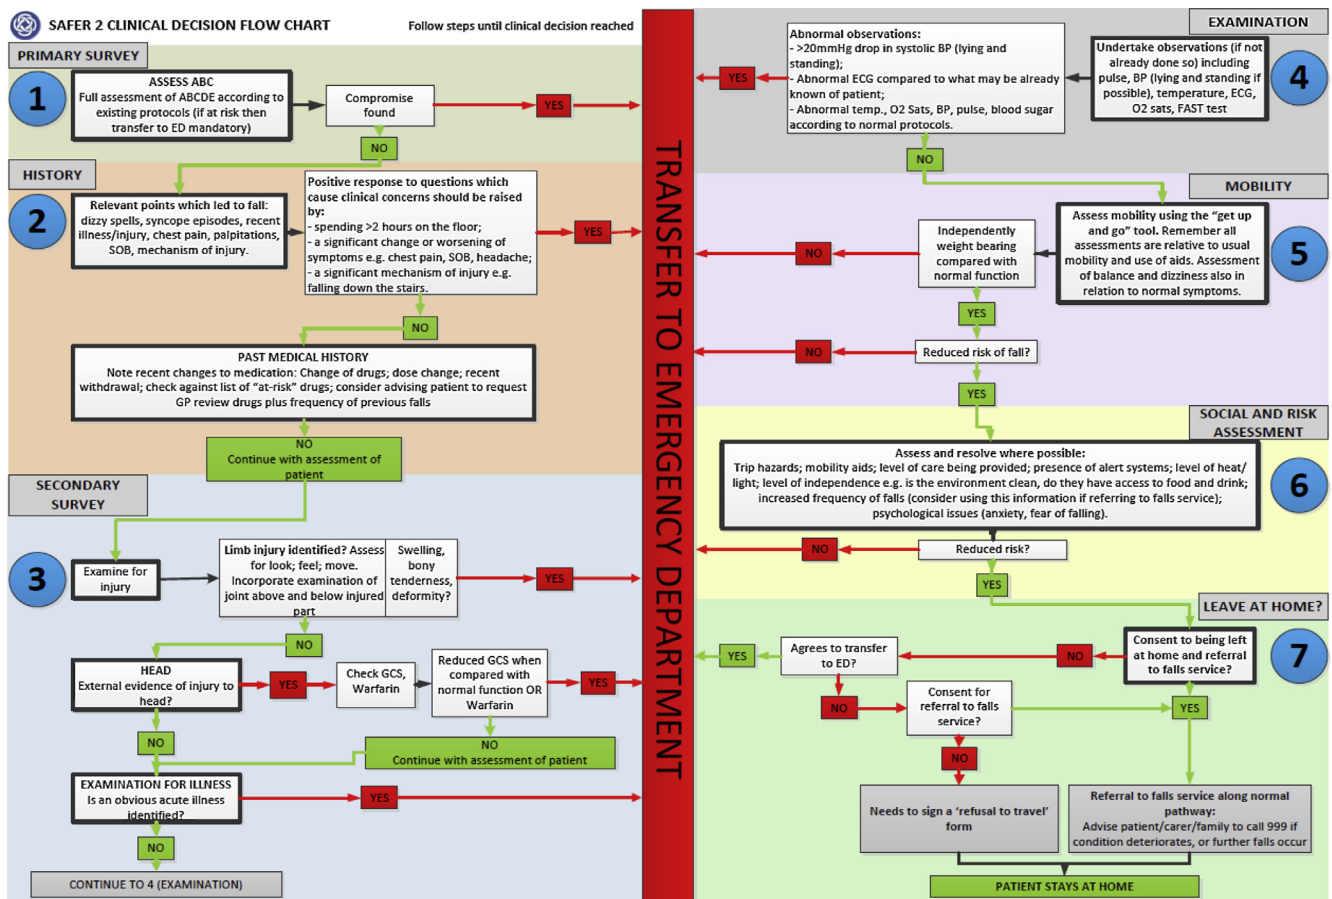 SAFER 2 CLINICAL DECISION FLOW CHART
Follow steps until clinical decision reached
PRIMARY SURVEY
1
ASSESS ABC
Full assessment of ABCDE according to
existing protocols (if at risk then
transfer to ED mandatory)
Compromise
found
YES
NO
HISTORY
2
Relevant points which led to fall:
dizzy spells, syncope episodes, recent
illness/injury, chest pain, palpitations,
SOB, mechanism of injury.
Positive response to questions which
cause clinical concerns should be raised
by:
- spending >2 hours on the floor;
- a significant change or worsening of
symptoms e.g. chest pain, SOB, headache;
- a significant mechanism of injury e.g.
falling down the stairs.
YES
NO
PAST MEDICAL HISTORY
Note recent changes to medication: Change of drugs; dose change; recent
withdrawal; check against list of "at-risk" drugs; consider advising patient to request
GP review drugs plus frequency of previous falls
NO
Continue with assessment of
patient
SECONDARY
SURVEY
3
Examine for
injury
Limb injury identified? Assess
for look; feel; move.
Incorporate examination of
joint above and below injured
part
Swelling,
bony
tenderness,
deformity?
YES
NO
HEAD
External evidence of injury to
head?
YES
Check GCS,
Warfarin
Reduced GCS when
compared with
normal function OR
Warfarin
YES
NO
NO
Continue with assessment of patient
EXAMINATION FOR ILLNESS
Is an obvious acute illness
identified?
YES
NO
CONTINUE TO 4 (EXAMINATION)
TRANSFER TO EMERGENCY DEPARTMENT
EXAMINATION
4
Undertake observations (if not
already done so) including
pulse, BP (lying and standing if
possible), temperature, ECG,
O2 sats, FAST test
Abnormal observations:
- >20mmHg drop in systolic BP (lying and
standing);
- Abnormal ECG compared to what may be already
known of patient;
- Abnormal temp., O2 Sats, BP, pulse, blood sugar
according to normal protocols.
YES
NO
MOBILITY
5
Assess mobility using the "get up
and go" tool. Remember all
assessments are relative to usual
mobility and use of aids. Assessment
of balance and dizziness also in
relation to normal symptoms.
Independently
weight bearing
compared with
normal function
NO
YES
Reduced risk of fall?
NO
YES
SOCIAL AND RISK
ASSESSMENT
6
Assess and resolve where possible:
Trip hazards; mobility aids; level of care being provided; presence of alert systems; level of heat/
light; level of independence e.g. is the environment clean, do they have access to food and drink;
increased frequency of falls (consider using this information if referring to falls service);
psychological issues (anxiety, fear of falling).
Reduced risk?
NO
YES
LEAVE AT HOME?
7
Consent to being left
at home and referral
to falls service?
NO
Agrees to transfer
to ED?
YES
NO
Consent for
referral to falls
service?
YES
NO
Needs to sign a 'refusal to travel'
form
Referral to falls service along normal
pathway:
Advise patient/carer/family to call 999 if
condition deteriorates, or further falls occur
PATIENT STAYS AT HOME